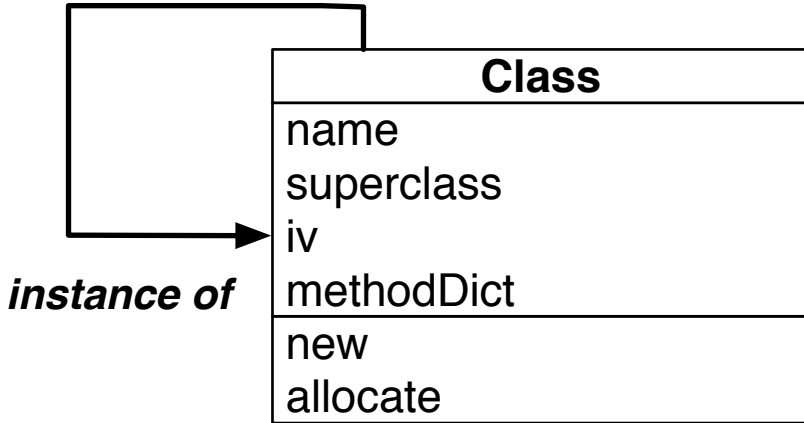 Class
name
superclass
iv
instance of
methodDict
new
allocate